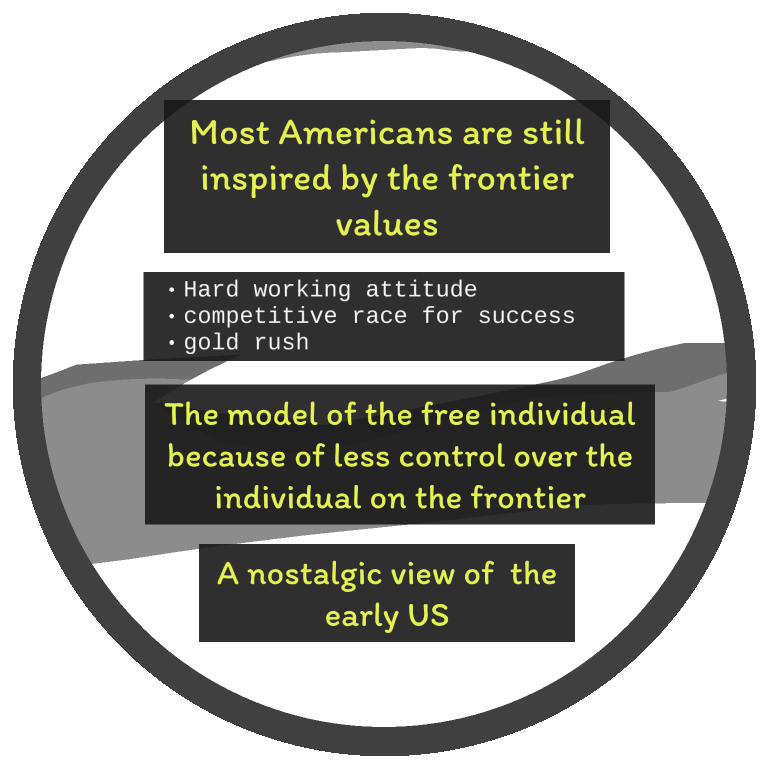 Most Americans are still
inspired by the frontier
values
• Hard working attitude
• competitive race for success
• gold rush
The model of the free individual
because of less control over the
individual on the frontier
A nostalgic view of  the
early US